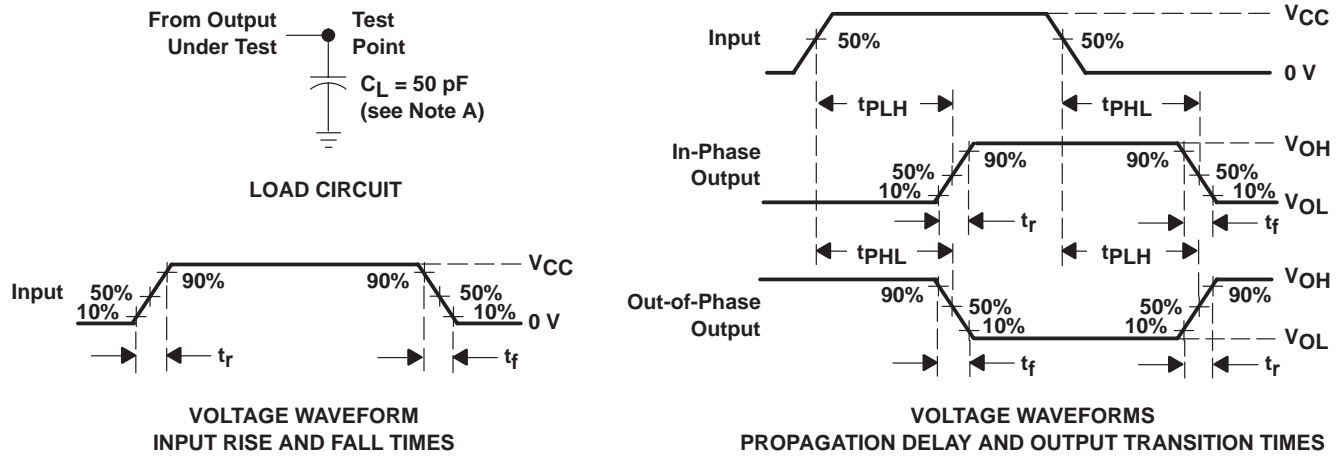 From Output
Under Test
Test
Point
CL = 50 pF
(see Note A)
LOAD CIRCUIT
Input
50%
10%
90%
90%
50%
10%
VCC
0 V
tr
tf
VOLTAGE WAVEFORM
INPUT RISE AND FALL TIMES
Input
50%
50%
VCC
0 V
tPLH
tPHL
In-Phase
Output
50%
10%
90%
90%
50%
10%
VOH
VOL
tr
tf
tPHL
tPLH
Out-of-Phase
Output
90%
50%
10%
50%
10%
90%
VOH
VOL
tf
tr
VOLTAGE WAVEFORMS
PROPAGATION DELAY AND OUTPUT TRANSITION TIMES